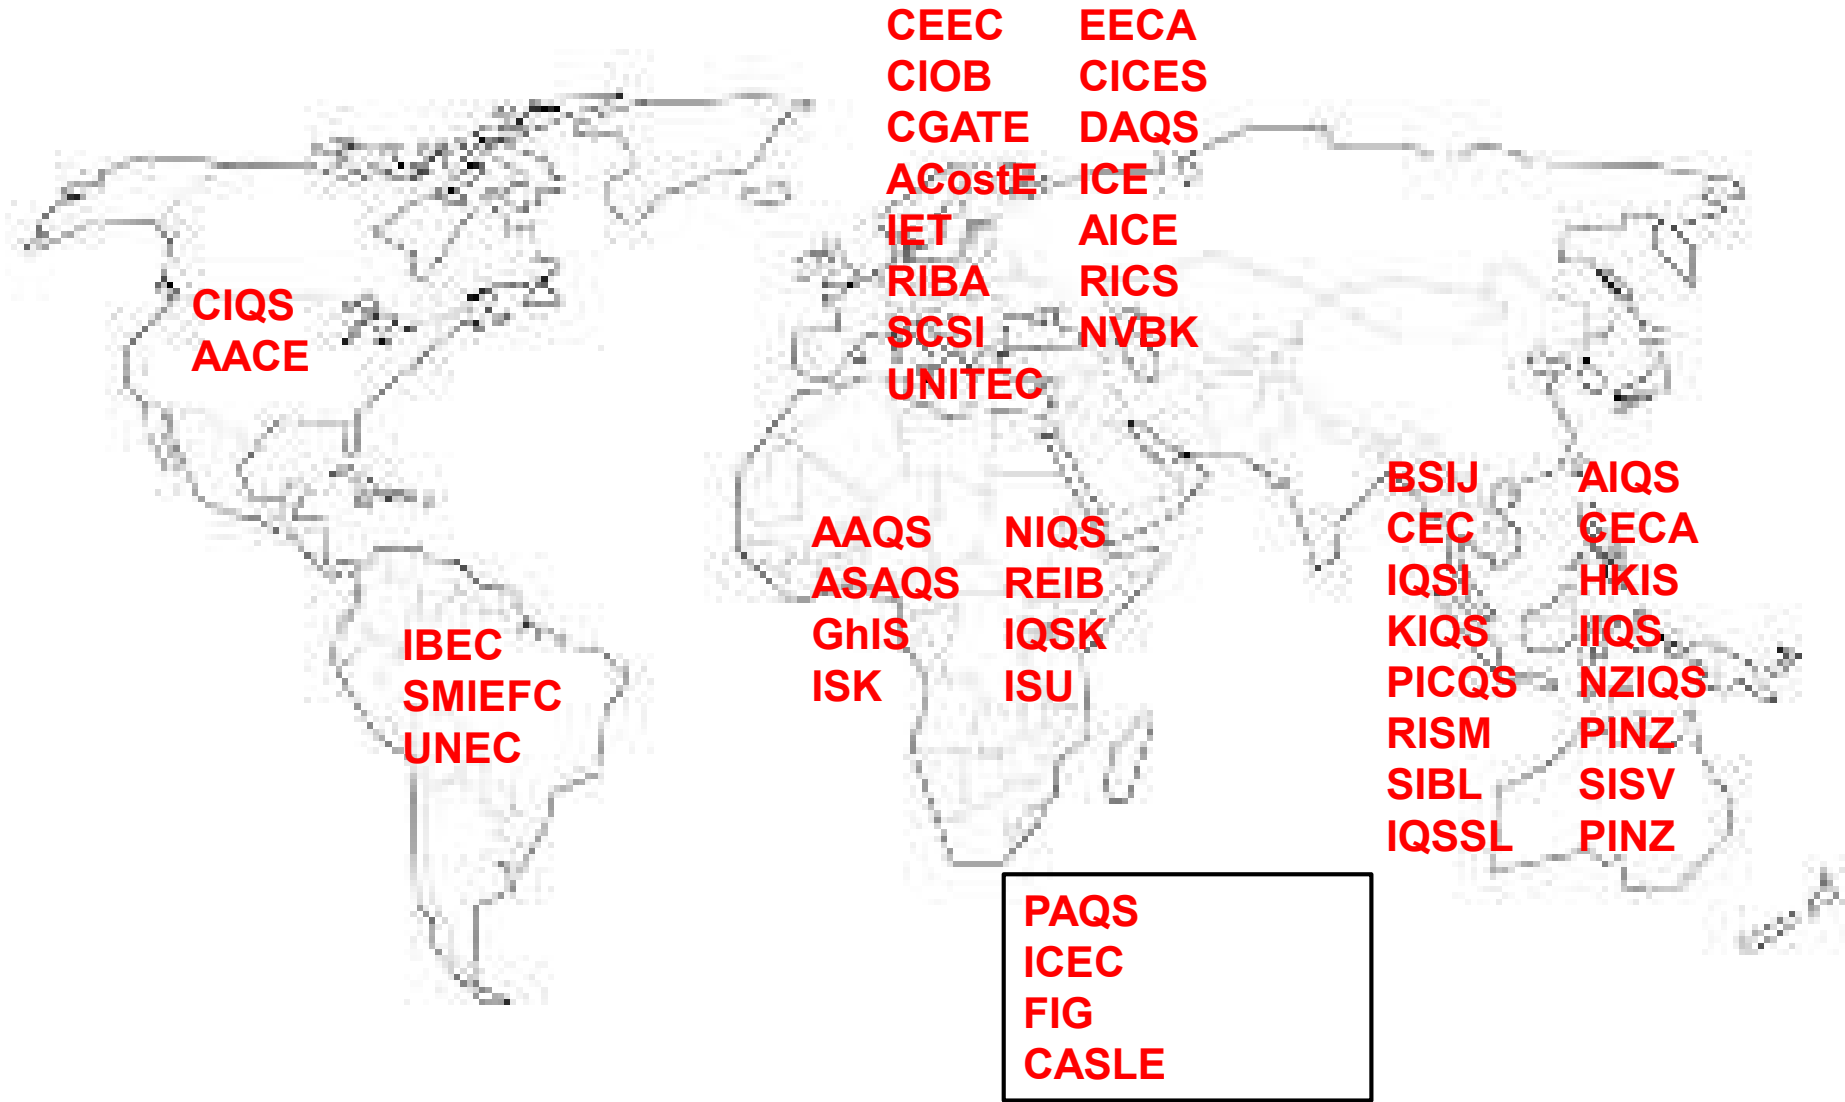 CEEC EECA
CIOB CICES
CGATE DAQS
ACostE ICE
IET AICE
RIBA RICS
SCSI NVBK
UNITEC
CIQS
AACE
BSIJ AIQS
CEC CECA
IQSI HKIS
KIQS IIQS
PICQS NZIQS
RISM PINZ
SIBL SISV
IQSSL PINZ
AAQS NIQS
ASAQS REIB
GhIS IQSK
ISK ISU
IBEC
SMIEFC
UNEC
PAQS
ICEC
FIG
CASLE